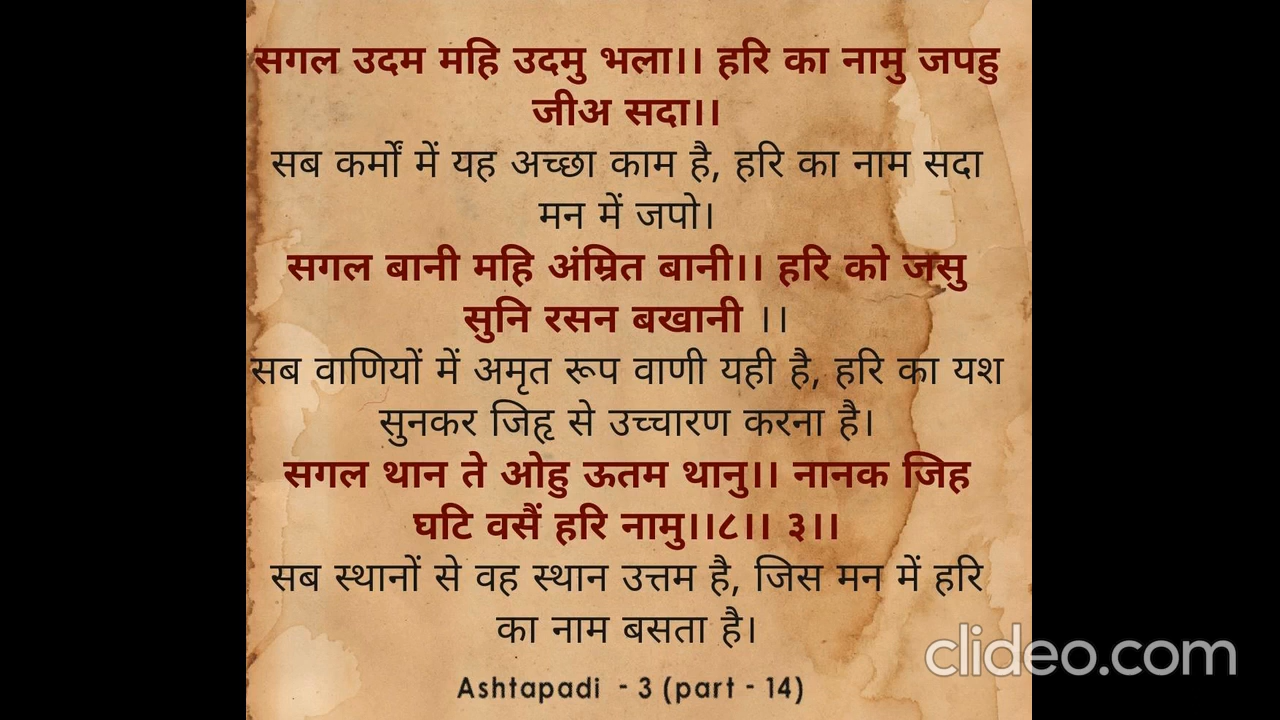 सगल उदम महि उदमु भला।। हरि का नामु जपहु
जीअ सदा।।
सब कर्मों में यह अच्छा काम है, हरि का नाम सदा
मन में जपो।
सगल बानी महि अंम्रित बानी।। हरि को जसु
सुनि रसन बखानी ।।
सब वाणियों में अमृत रूप वाणी यही है, हरि का यश
सुनकर जिहृ से उच्चारण करना है।
सगल थान ते ओहु ऊतम थानु।। नानक जिह
घटि वसैं हरि नामु।।८।। ३।।
सब स्थानों से वह स्थान उत्तम है, जिस मन में हरि
का नाम बसता है।
Ashtapadi - 3 (part - 14)
clideo.com